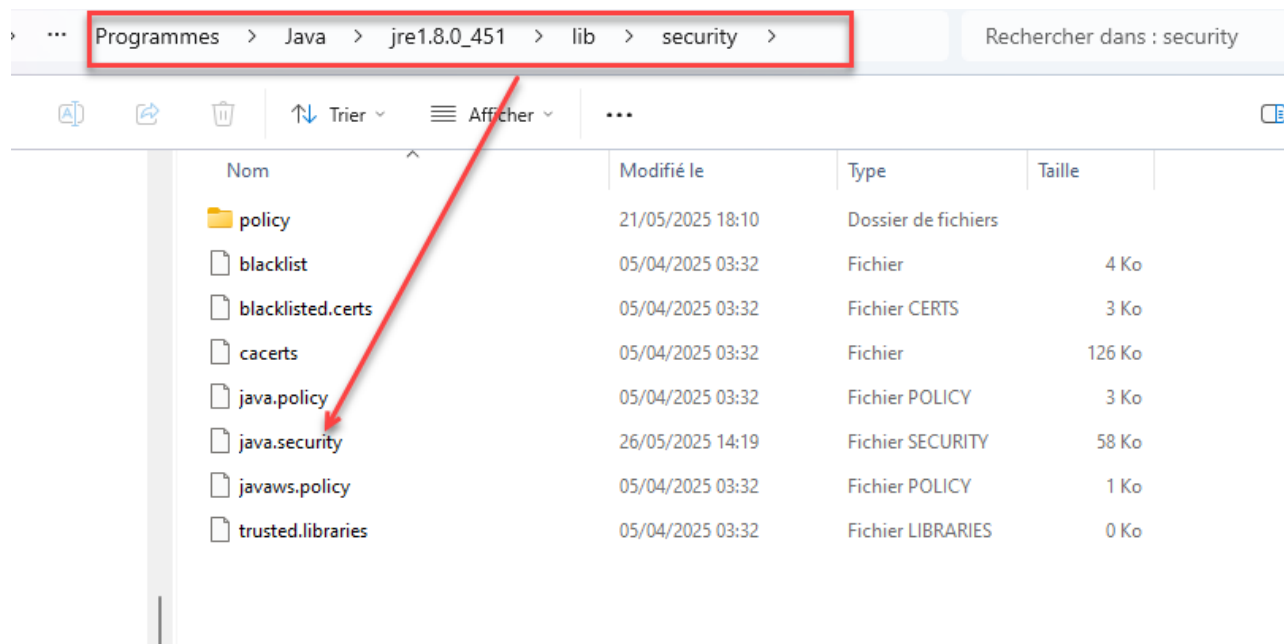 … Programmes > Java > jre1.8.0_451 > lib > security > Rechercher dans : security
Trier Afficher …
Nom Modifié le Type Taille
policy 21/05/2025 18:10 Dossier de fichiers
blacklist 05/04/2025 03:32 Fichier 4 Ko
blacklisted.certs 05/04/2025 03:32 Fichier CERTS 3 Ko
cacerts 05/04/2025 03:32 Fichier 126 Ko
java.policy 05/04/2025 03:32 Fichier POLICY 3 Ko
java.security 26/05/2025 14:19 Fichier SECURITY 58 Ko
javaws.policy 05/04/2025 03:32 Fichier POLICY 1 Ko
trusted.libraries 05/04/2025 03:32 Fichier LIBRARIES 0 Ko